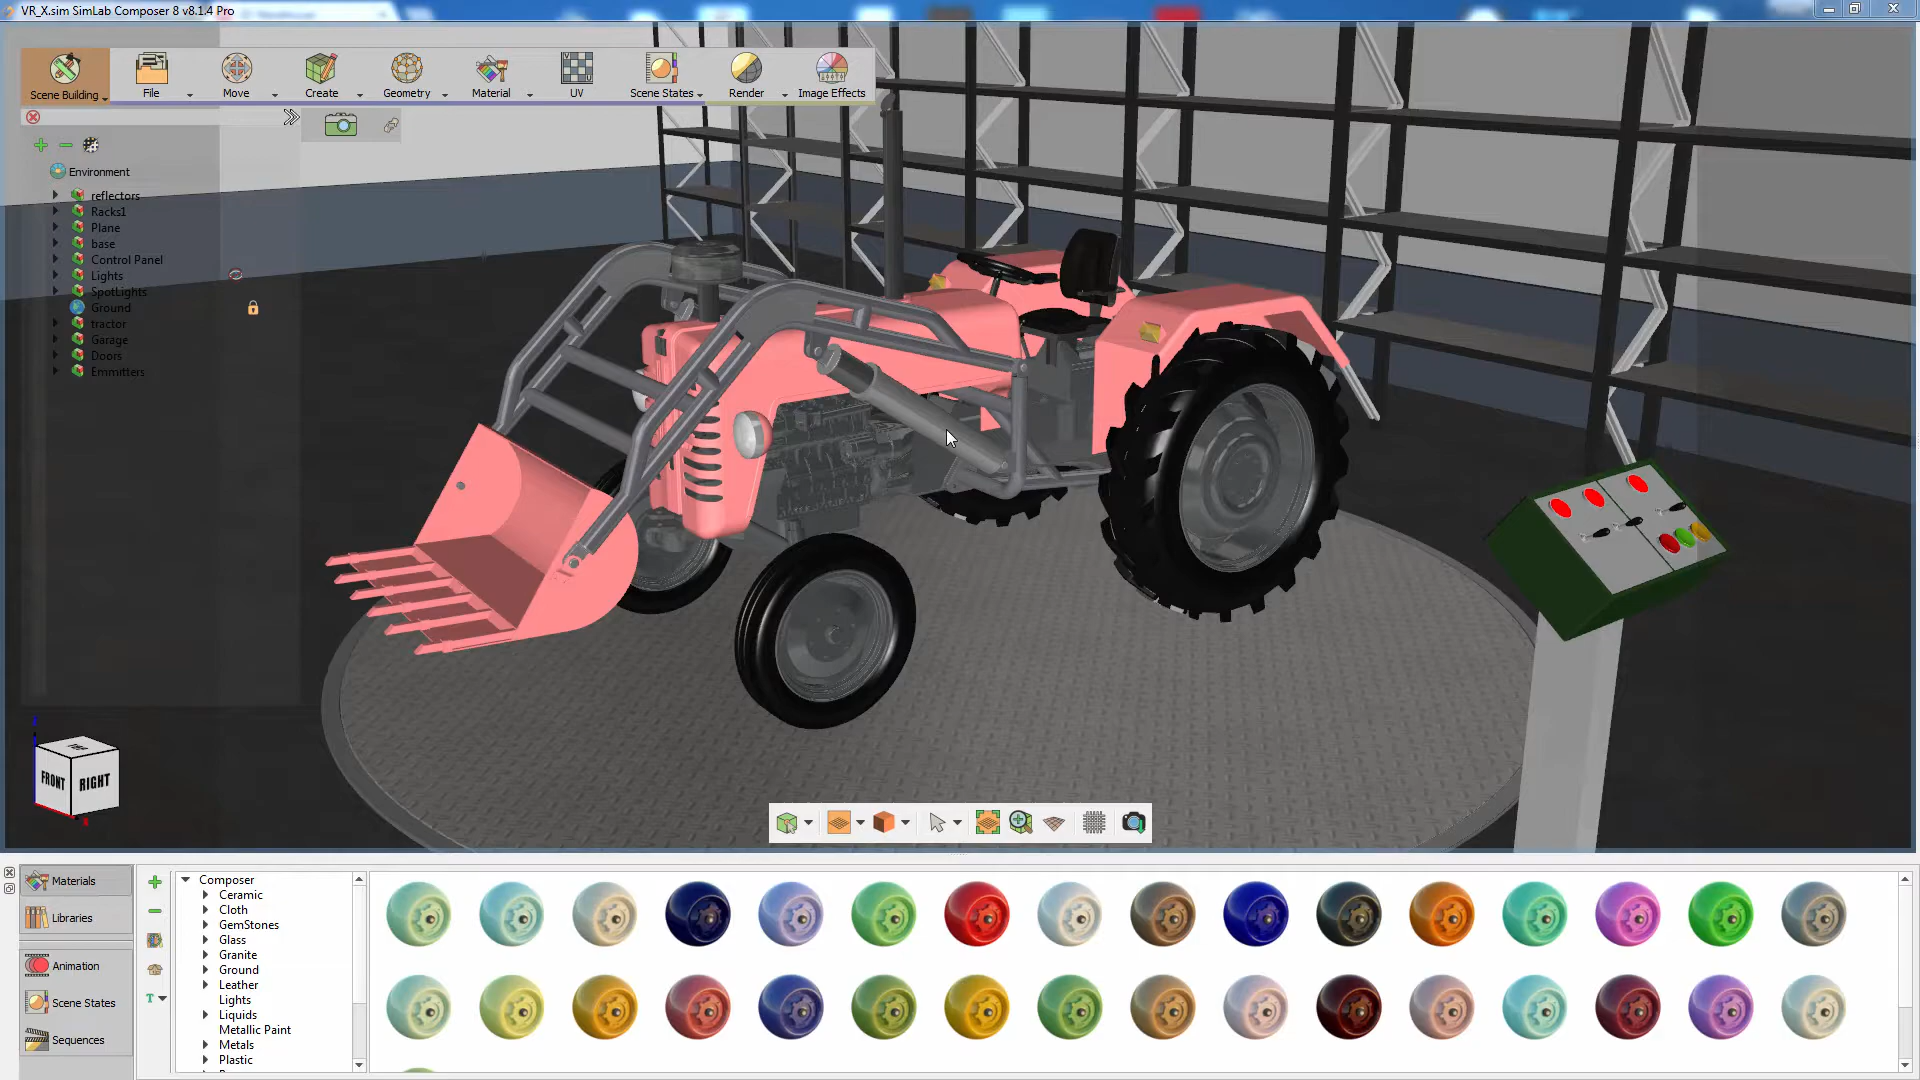 VR_X.sim SimLab Composer 8 v8.1.4 Pro
Scene Building
File
Move
Create
Geometry
Material
UV
Scene States
Render
Image Effects
Environment
reflectors
Racks1
Plane
base
Control Panel
Lights
SpotLights
Ground
tractor
Garage
Doors
Emmitters
FRONT
RIGHT
Materials
Libraries
Animation
Scene States
Sequences
T
Composer
Ceramic
Cloth
GemStones
Glass
Granite
Ground
Leather
Lights
Liquids
Metallic Paint
Metals
Plastic